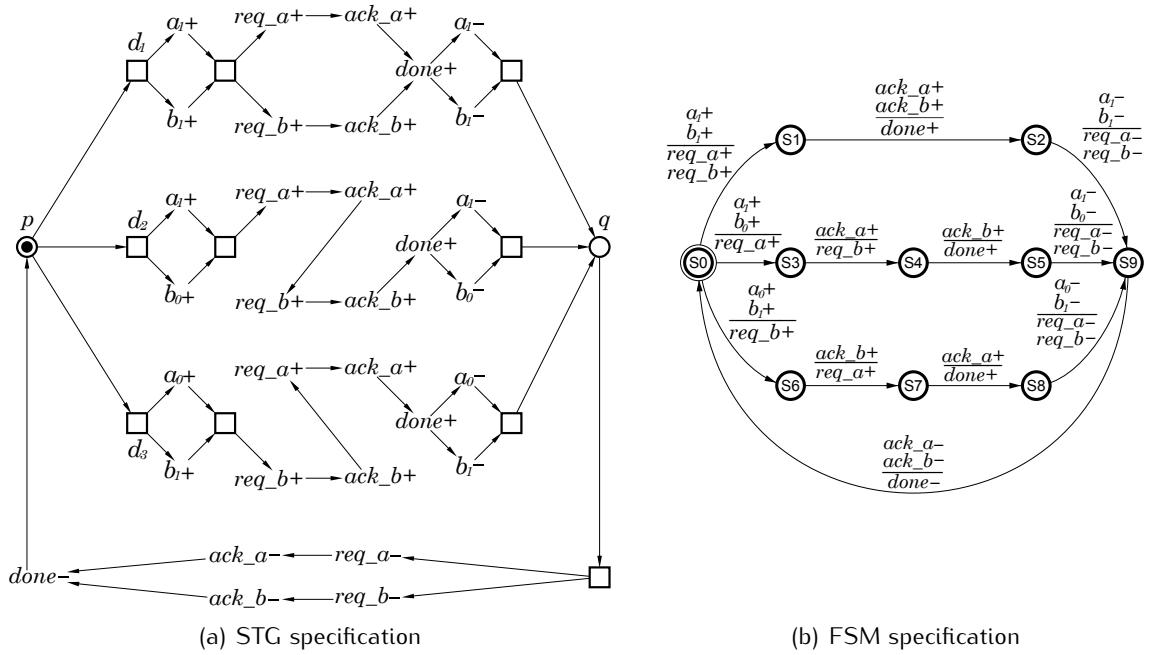 a₁+ req_a+ ack_a+ a₁−
d₁ done+
b₁+ req_b+ ack_b+ b₁−
p a₁+ req_a+ ack_a+ a₁− q
d₂ done+
b₀+ req_b+ ack_b+ b₀−
a₀+ req_a+ ack_a+ a₀−
d₃ done+
b₁+ req_b+ ack_b+ b₁−
ack_a− req_a−
done−
ack_b− req_b−
(a) STG specification
a₁+
b₁+
req_a+
req_b+
S1
ack_a+
ack_b+
done+
S2
a₁−
b₁−
req_a−
req_b−
S0
a₁+
b₀+
req_a+
S3
ack_a+
req_b+
S4
ack_b+
done+
S5
a₁−
b₀−
req_a−
req_b−
S9
a₀+
b₁+
req_b+
S6
ack_b+
req_a+
S7
ack_a+
done+
S8
a₀−
b₁−
req_a−
req_b−
ack_a−
ack_b−
done−
(b) FSM specification